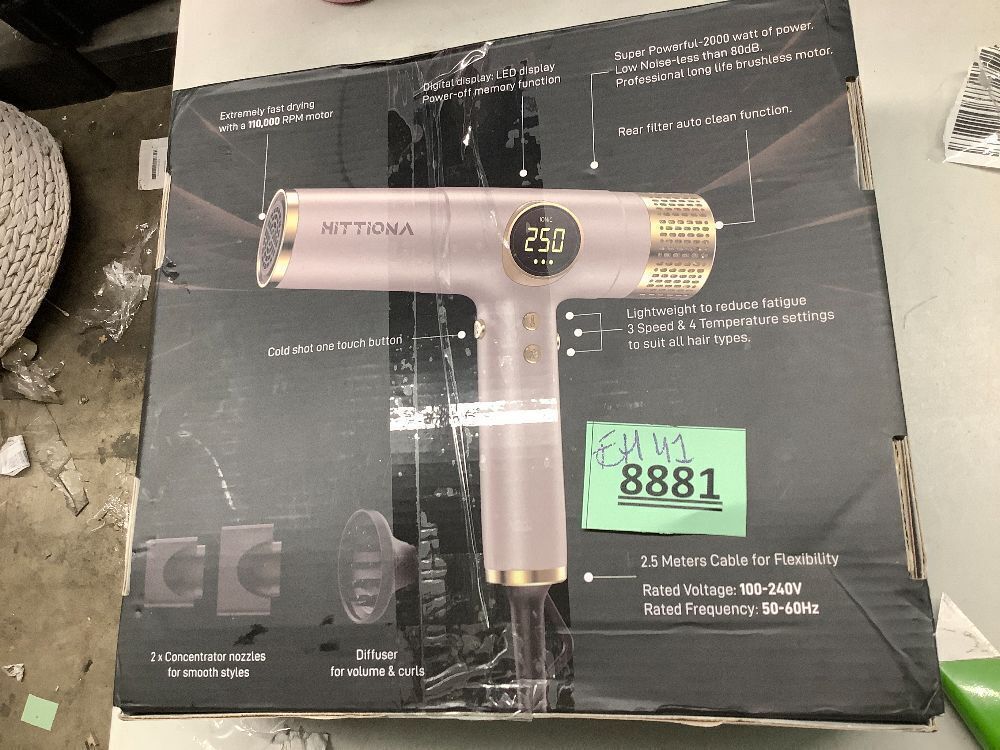 Super Powerful-2000 watt of power.
Low Noise-less than 80dB.
Professional long life brushless motor.
Digital display: LED display
Power-off memory function
Extremely fast drying
with a 110,000 RPM motor
Rear filter auto clean function.
HITTIONA
IONIC
250
Lightweight to reduce fatigue
3 Speed & 4 Temperature settings
to suit all hair types.
Cold shot one touch button
EH 41
8881
2.5 Meters Cable for Flexibility
Rated Voltage: 100-240V
Rated Frequency: 50-60Hz
2 x Concentrator nozzles
for smooth styles
Diffuser
for volume & curls